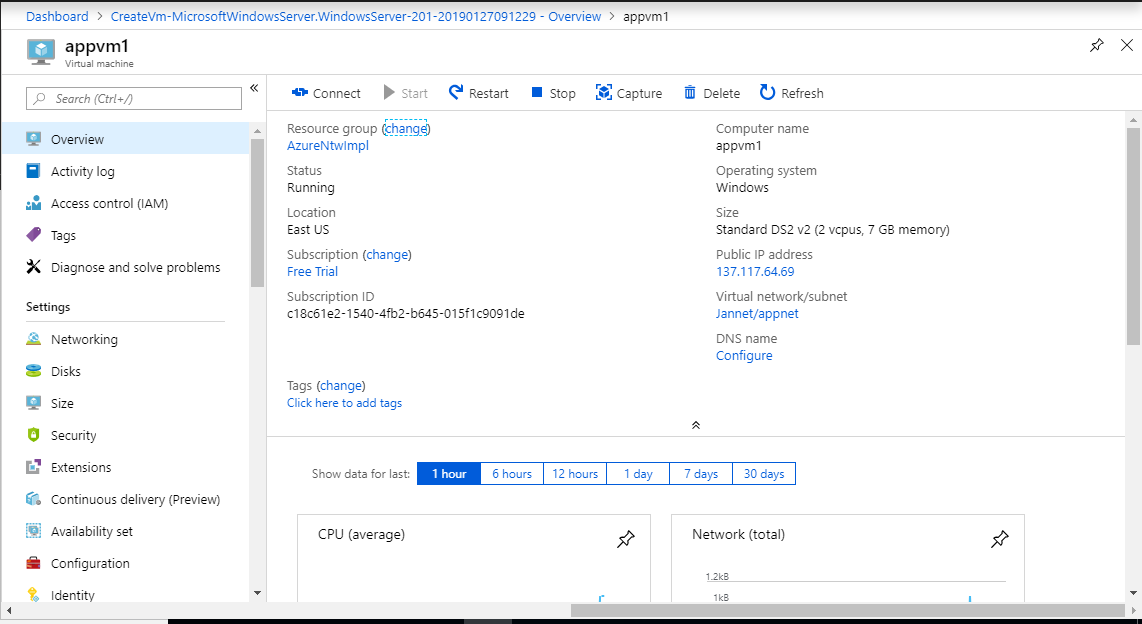 Dashboard > CreateVm-MicrosoftWindowsServer.WindowsServer-201-20190127091229 - Overview > appvm1
appvm1
Virtual machine
Search (Ctrl+/)
«
Overview
Activity log
Access control (IAM)
Tags
Diagnose and solve problems
Settings
Networking
Disks
Size
Security
Extensions
Continuous delivery (Preview)
Availability set
Configuration
Identity
Connect Start Restart Stop Capture Delete Refresh
Resource group (change)
AzureNtwImpl
Status
Running
Location
East US
Subscription (change)
Free Trial
Subscription ID
c18c61e2-1540-4fb2-b645-015f1c9091de
Computer name
appvm1
Operating system
Windows
Size
Standard DS2 v2 (2 vcpus, 7 GB memory)
Public IP address
137.117.64.69
Virtual network/subnet
Jannet/appnet
DNS name
Configure
Tags (change)
Click here to add tags
Show data for last: 1 hour 6 hours 12 hours 1 day 7 days 30 days
CPU (average)
Network (total)
1.2kB
1kB